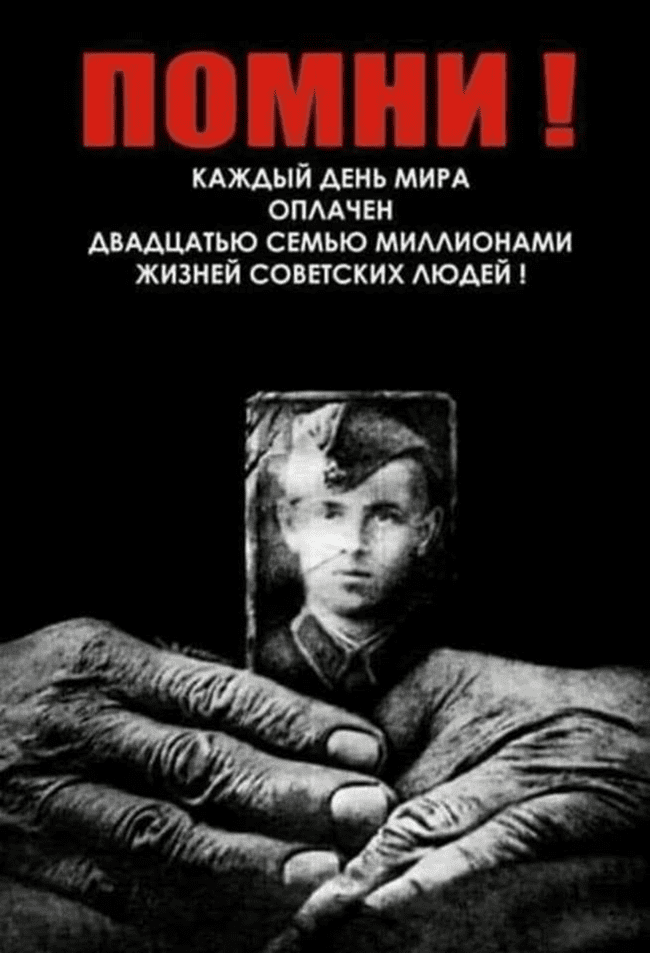 ПОМНИ !
КАЖДЫЙ ДЕНЬ МИРА
ОПЛАЧЕН
ДВАДЦАТЬЮ СЕМЬЮ МИЛЛИОНАМИ
ЖИЗНЕЙ СОВЕТСКИХ ЛЮДЕЙ !